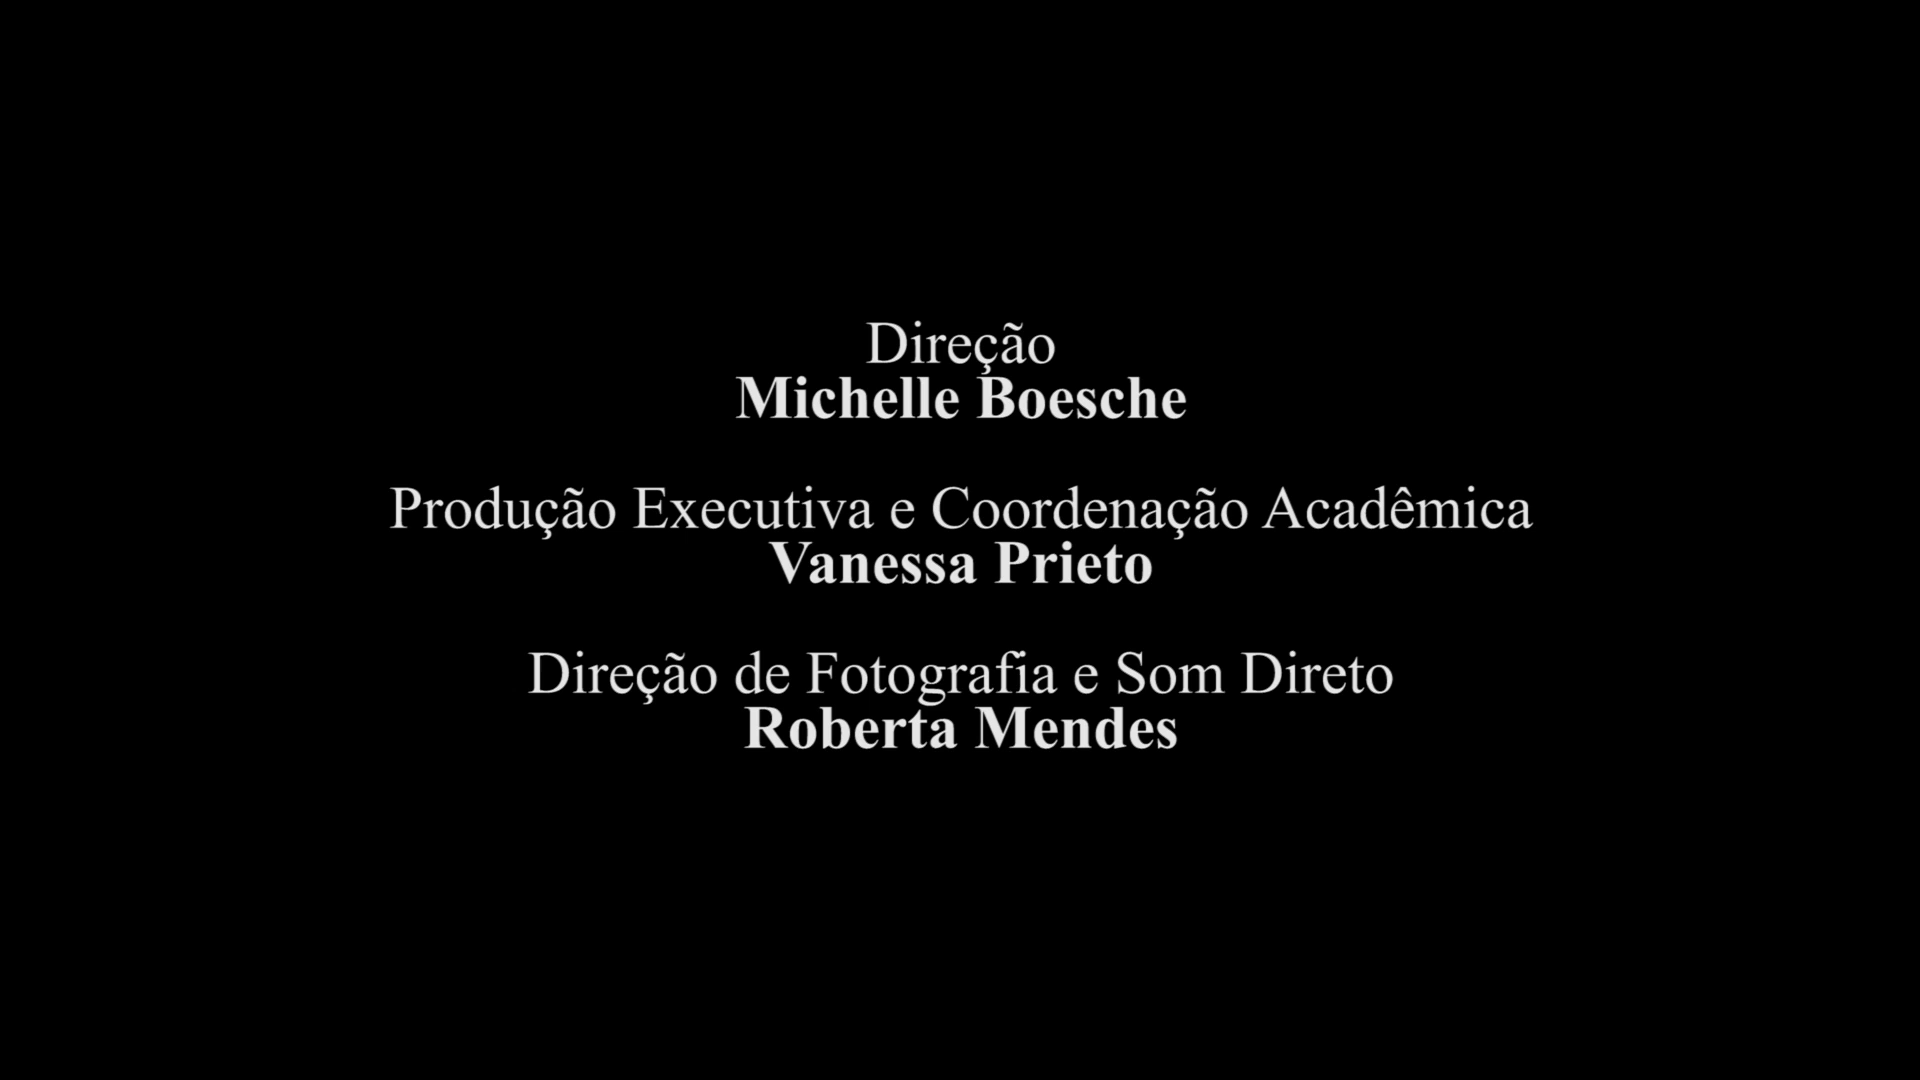 Direção
Michelle Boesche
Produção Executiva e Coordenação Acadêmica
Vanessa Prieto
Direção de Fotografia e Som Direto
Roberta Mendes